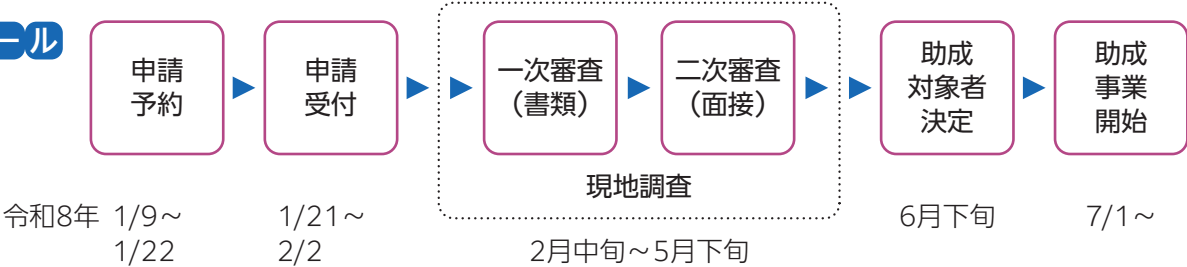 ール
申請
予約
申請
受付
一次審査
（書類）
二次審査
（面接）
助成
対象者
決定
助成
事業
開始
現地調査
令和8年 1/9～
1/22
1/21～
2/2
2月中旬～5月下旬
6月下旬
7/1～